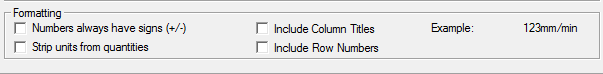 Formatting
Numbers always have signs (+/-)
Include Column Titles
Example:
123mm/min
Strip units from quantities
Include Row Numbers